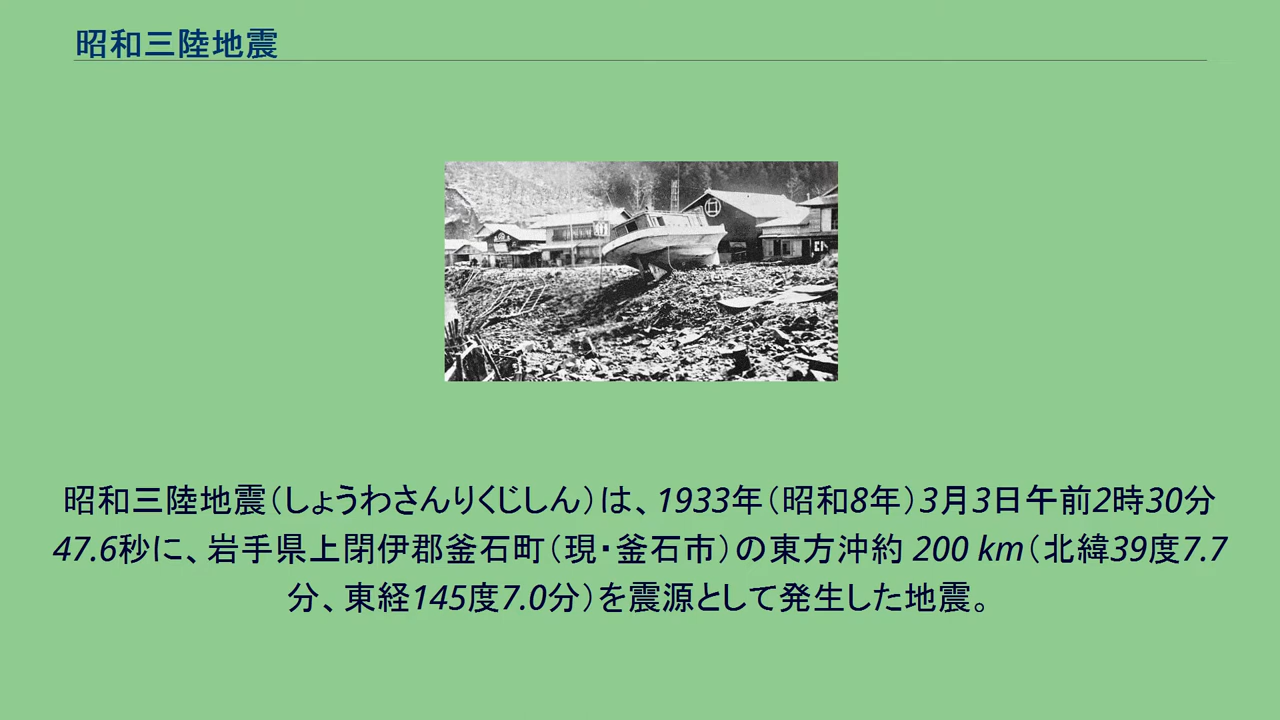 昭和三陸地震
昭和三陸地震（しょうわさんりくじしん）は、1933年（昭和8年）3月3日午前2時30分
47.6秒に、岩手県上閉伊郡釜石町（現・釜石市）の東方沖約 200 km（北緯39度7.7
分、東経145度7.0分）を震源として発生した地震。